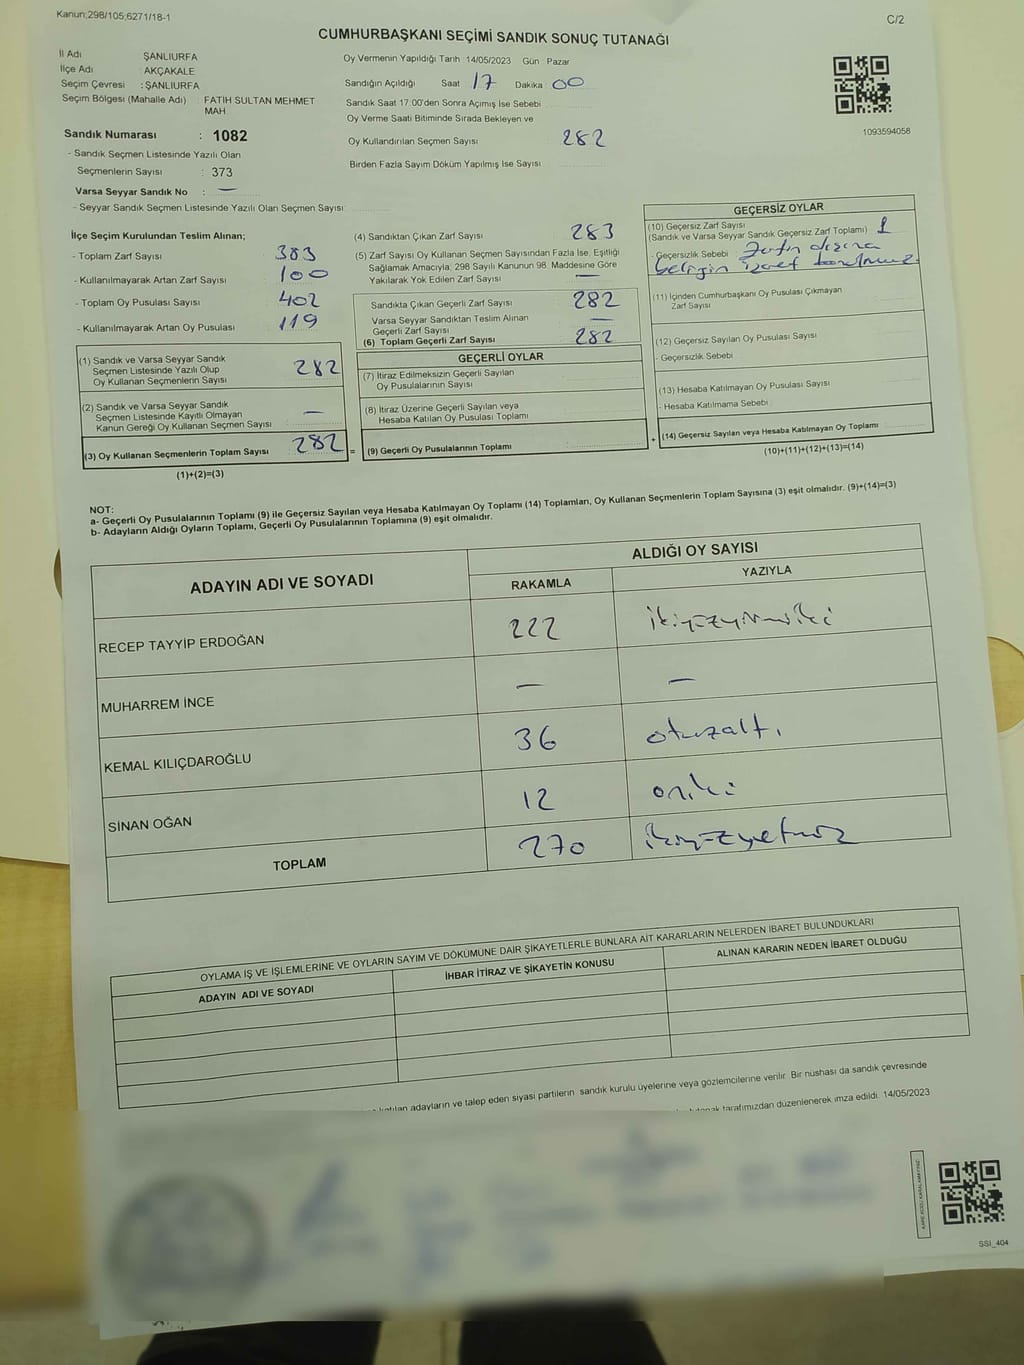 Kanun;298/105,6271/18-1
C/2
CUMHURBAŞKANI SEÇİMİ SANDIK SONUÇ TUTANAĞI
İl Adı ŞANLIURFA
İlçe Adı AKÇAKALE
Seçim Çevresi : ŞANLIURFA
Seçim Bölgesi (Mahalle Adı) : FATİH SULTAN MEHMET
MAH.
Sandık Numarası : 1082
- Sandık Seçmen Listesinde Yazılı Olan
Seçmenlerin Sayısı : 373
Varsa Seyyar Sandık No : —
- Seyyar Sandık Seçmen Listesinde Yazılı Olan Seçmen Sayısı:
Oy Vermenin Yapıldığı Tarih 14/05/2023 Gün Pazar
Sandığın Açıldığı Saat 17 Dakika 00
Sandık Saat 17.00'den Sonra Açımış İse Sebebi
Oy Verme Saati Bitiminde Sırada Bekleyen ve
Oy Kullandırılan Seçmen Sayısı 282
Birden Fazla Sayım Döküm Yapılmış İse Sayısı
1093594058
İlçe Seçim Kurulundan Teslim Alınan;
- Toplam Zarf Sayısı 383
- Kullanılmayarak Artan Zarf Sayısı 100
- Toplam Oy Pusulası Sayısı 402
- Kullanılmayarak Artan Oy Pusulası 119
(1) Sandık ve Varsa Seyyar Sandık
Seçmen Listesinde Yazılı Olup
Oy Kullanan Seçmenlerin Sayısı 282
(2) Sandık ve Varsa Seyyar Sandık
Seçmen Listesinde Kayıtlı Olmayan
Kanun Gereği Oy Kullanan Seçmen Sayısı —
(3) Oy Kullanan Seçmenlerin Toplam Sayısı 282
(1)+(2)=(3)
(4) Sandıktan Çıkan Zarf Sayısı 283
(5) Zarf Sayısı Oy Kullanan Seçmen Sayısından Fazla İse, Eşitliği
Sağlamak Amacıyla; 298 Sayılı Kanunun 98. Maddesine Göre
Yakılarak Yok Edilen Zarf Sayısı —
Sandıkta Çıkan Geçerli Zarf Sayısı 282
Varsa Seyyar Sandıktan Teslim Alınan
Geçerli Zarf Sayısı —
(6) Toplam Geçerli Zarf Sayısı 282
GEÇERLİ OYLAR
(7) İtiraz Edilmeksizin Geçerli Sayılan
Oy Pusulalarının Sayısı
(8) İtiraz Üzerine Geçerli Sayılan veya
Hesaba Katılan Oy Pusulası Toplamı
= (9) Geçerli Oy Pusulalarının Toplamı
GEÇERSİZ OYLAR
(10) Geçersiz Zarf Sayısı
(Sandık ve Varsa Seyyar Sandık Geçersiz Zarf Toplamı) 1
- Geçersizlik Sebebi Zarfın dışına
(11) İçinden Cumhurbaşkanı Oy Pusulası Çıkmayan
Zarf Sayısı
(12) Geçersiz Sayılan Oy Pusulası Sayısı
- Geçersizlik Sebebi
(13) Hesaba Katılmayan Oy Pusulası Sayısı
- Hesaba Katılmama Sebebi
+ (14) Geçersiz Sayılan veya Hesaba Katılmayan Oy Toplamı
(10)+(11)+(12)+(13)=(14)
NOT:
a- Geçerli Oy Pusulalarının Toplamı (9) ile Geçersiz Sayılan veya Hesaba Katılmayan Oy Toplamı (14) Toplamları, Oy Kullanan Seçmenlerin Toplam Sayısına (3) eşit olmalıdır. (9)+(14)=(3)
b- Adayların Aldığı Oyların Toplamı, Geçerli Oy Pusulalarının Toplamına (9) eşit olmalıdır.
ADAYIN ADI VE SOYADI
ALDIĞI OY SAYISI
RAKAMLA YAZIYLA
RECEP TAYYİP ERDOĞAN 222 ikiyüzyirmiiki
MUHARREM İNCE — —
KEMAL KILIÇDAROĞLU 36 otuzaltı
SİNAN OĞAN 12 oniki
TOPLAM 270 ikiyüzyetmiş
OYLAMA İŞ VE İŞLEMLERİNE VE OYLARIN SAYIM VE DÖKÜMÜNE DAİR ŞİKAYETLERLE BUNLARA AİT KARARLARIN NELERDEN İBARET BULUNDUKLARI
ADAYIN ADI VE SOYADI İHBAR İTİRAZ VE ŞİKAYETİN KONUSU ALINAN KARARIN NEDEN İBARET OLDUĞU
katılan adayların ve talep eden siyasi partilerin sandık kurulu üyelerine veya gözlemcilerine verilir. Bir nüshası da sandık çevresinde
tutanak tarafımızdan düzenlenerek imza edildi. 14/05/2023
SSI_404